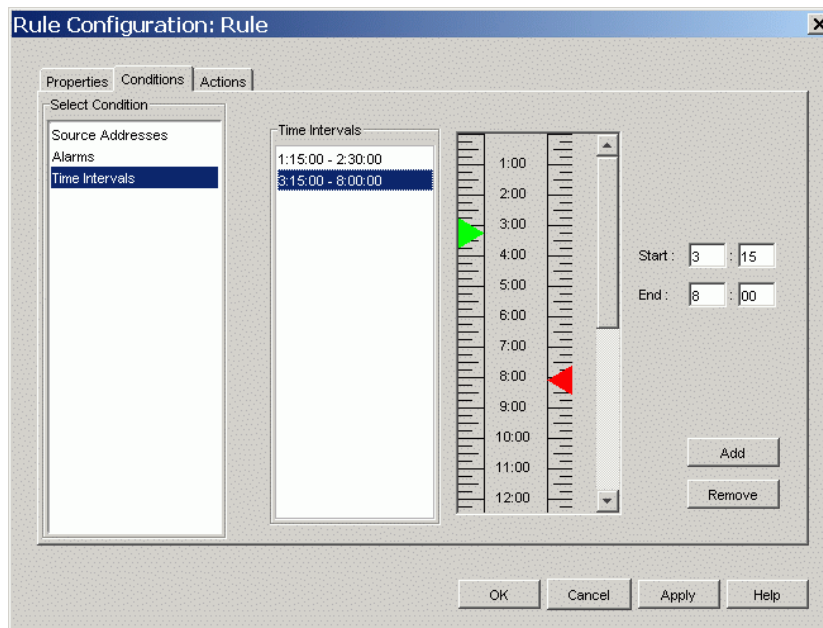 Rule Configuration: Rule
Properties
Conditions
Actions
Select Condition
Source Addresses
Alarms
Time Intervals
Time Intervals
1:15:00 - 2:30:00
3:15:00 - 8:00:00
1:00
2:00
3:00
4:00
5:00
6:00
7:00
8:00
9:00
10:00
11:00
12:00
Start : 3 : 15
End : 8 : 00
Add
Remove
OK
Cancel
Apply
Help